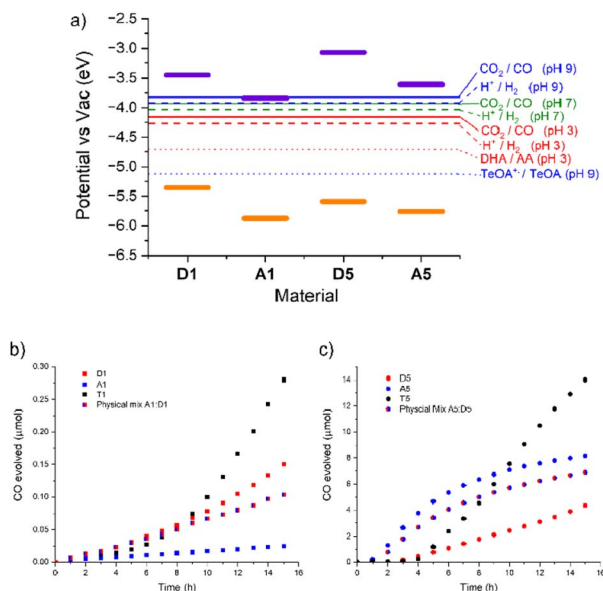 a)
-3.0
-3.5
-4.0
-4.5
-5.0
-5.5
-6.0
-6.5
Potential vs Vac (eV)
D1 A1 D5 A5
Material
CO2 / CO (pH 9)
H+ / H2 (pH 9)
CO2 / CO (pH 7)
H+ / H2 (pH 7)
CO2 / CO (pH 3)
H+ / H2 (pH 3)
DHA / AA (pH 3)
TeOA+ / TeOA (pH 9)
b)
0.30
0.25
0.20
0.15
0.10
0.05
0.00
CO evolved (μmol)
D1
A1
T1
Physical mix A1:D1
0 2 4 6 8 10 12 14 16
Time (h)
c)
14
12
10
8
6
4
2
0
CO evolved (μmol)
D5
A5
T5
Physcial Mix A5:D5
0 2 4 6 8 10 12 14 16
Time (h)